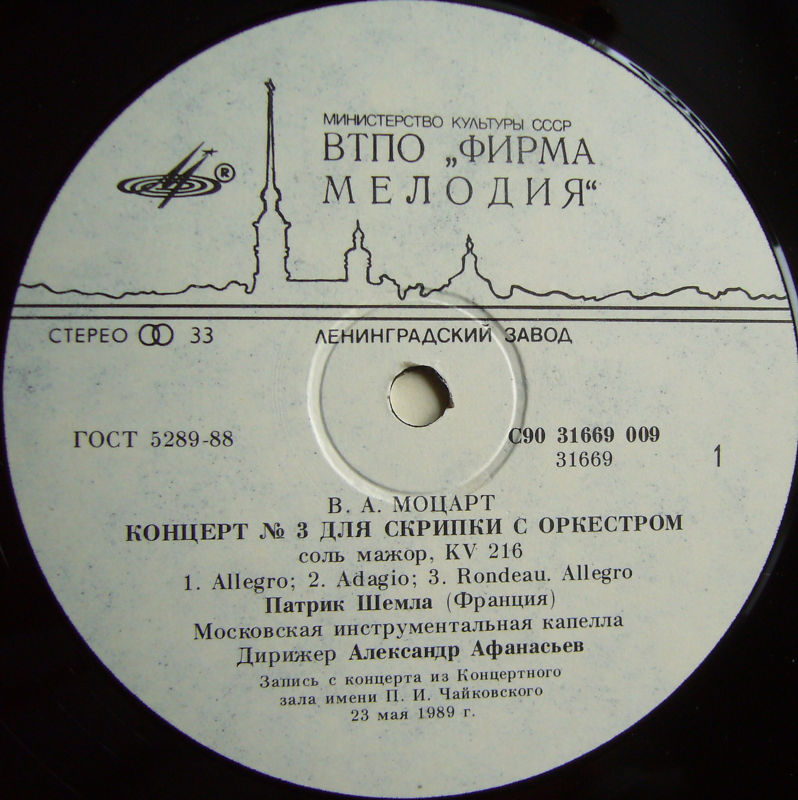 МИНИСТЕРСТВО КУЛЬТУРЫ СССР
ВТПО „ФИРМА
МЕЛОДИЯ“
®
СТЕРЕО 33
ЛЕНИНГРАДСКИЙ ЗАВОД
ГОСТ 5289-88
С90 31669 009
31669
1
В. А. МОЦАРТ
КОНЦЕРТ № 3 ДЛЯ СКРИПКИ С ОРКЕСТРОМ
соль мажор, KV 216
1. Allegro; 2. Adagio; 3. Rondeau. Allegro
Патрик Шемла (Франция)
Московская инструментальная капелла
Дирижер Александр Афанасьев
Запись с концерта из Концертного
зала имени П. И. Чайковского
23 мая 1989 г.